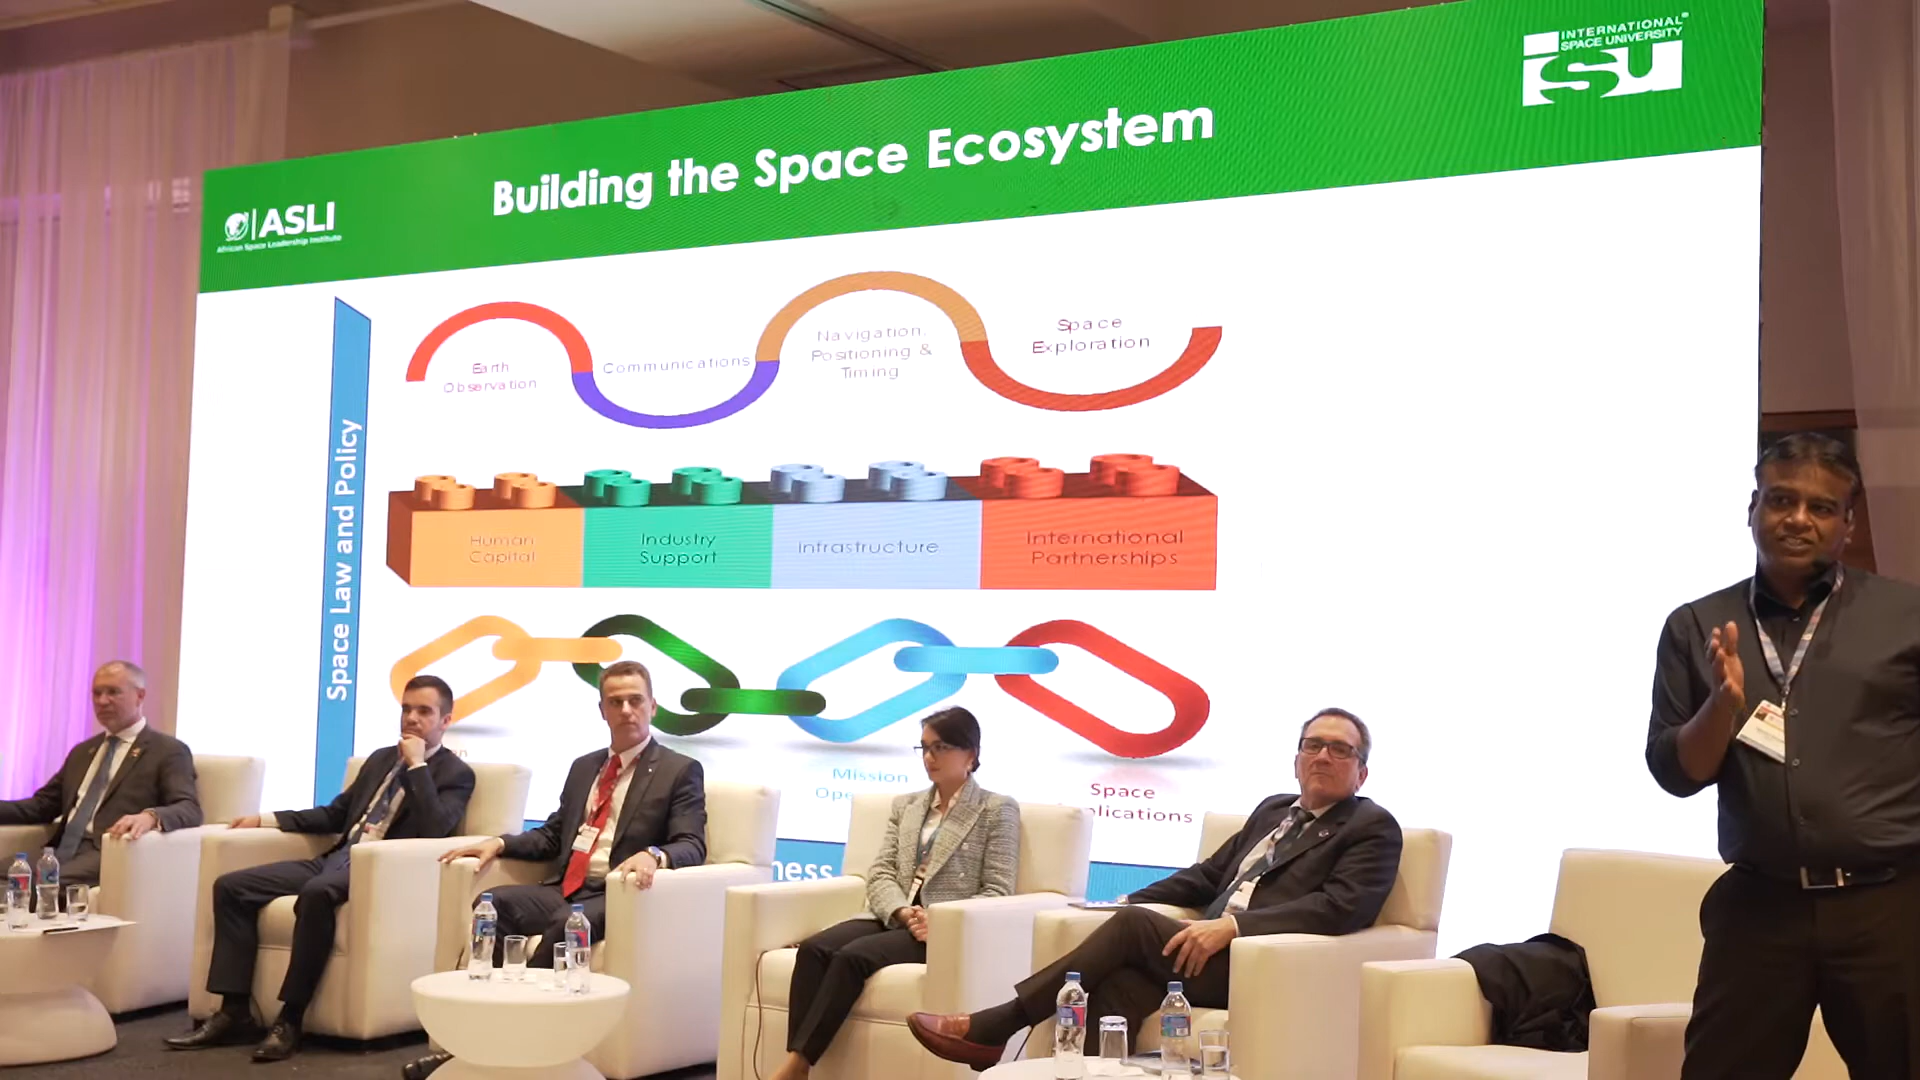 INTERNATIONAL
SPACE UNIVERSITY
isu
Building the Space Ecosystem
ASLI
African Space Leadership Institute
Space Law and Policy
Earth
Observation
Communications
Navigation,
Positioning &
Timing
Space
Exploration
Human
Capital
Industry
Support
Infrastructure
International
Partnerships
Mission
Space